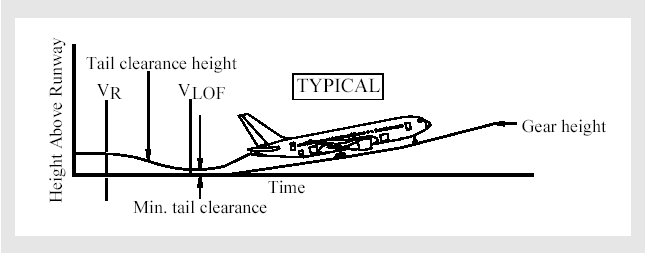 Height Above Runway
Tail clearance height
VR
VLOF
TYPICAL
Gear height
Time
Min. tail clearance